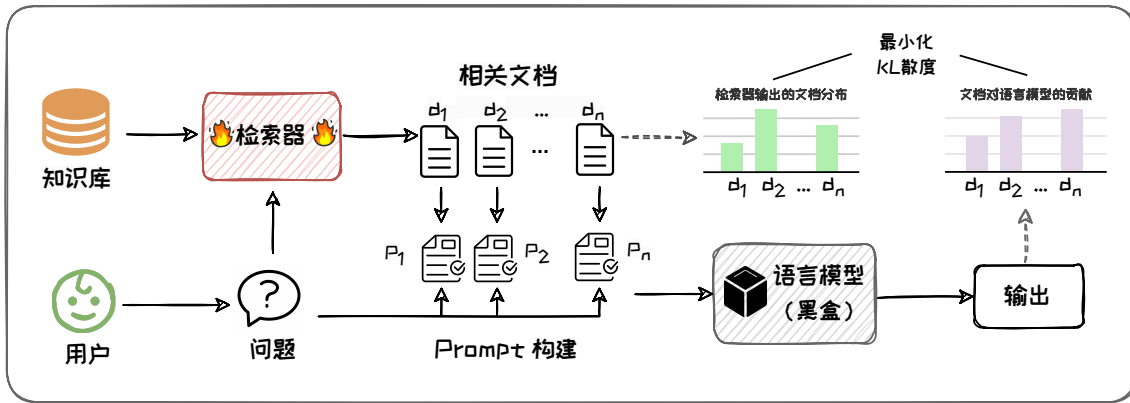 最小化
KL散度
相关文档
检索器输出的文档分布
文档对语言模型的贡献
d1 d2 ... dn
检索器
...
知识库
d1 d2 ... dn
d1 d2 ... dn
P1
P2
Pn
?
语言模型
(黑盒)
输出
用户
问题
Prompt 构建